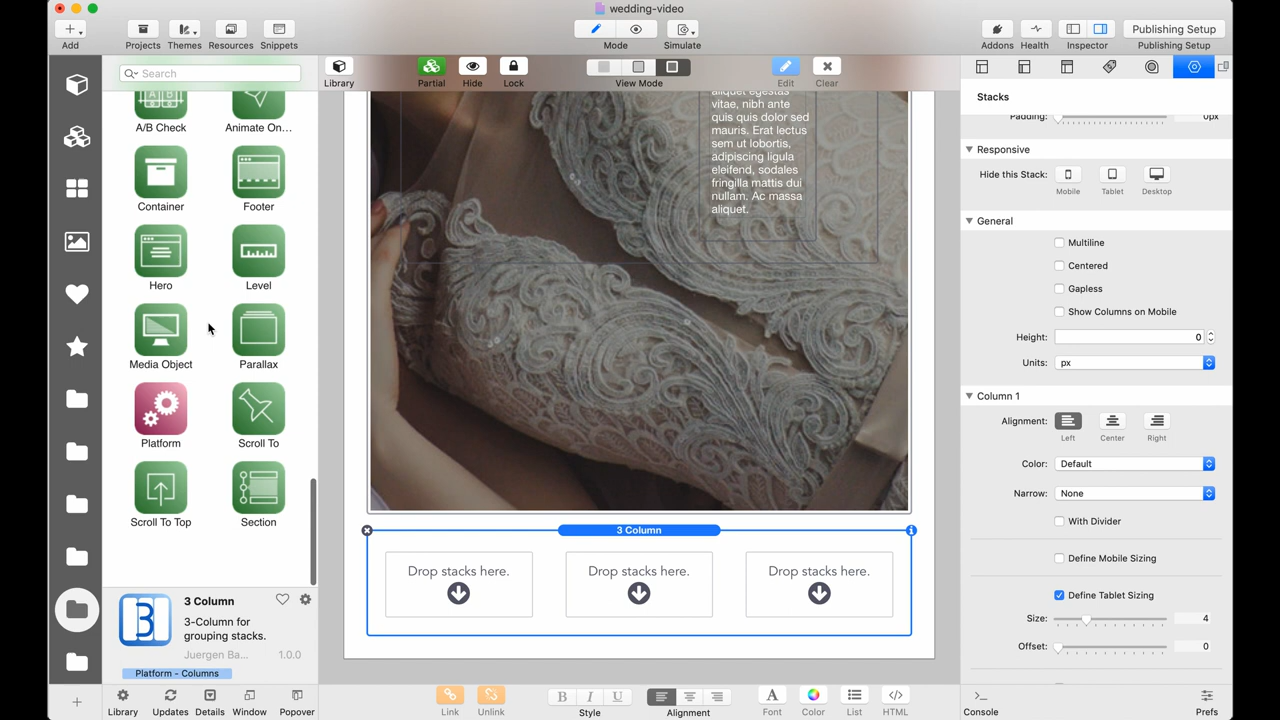 wedding-video
Add
Projects
Themes
Resources
Snippets
Mode
Simulate
Addons
Health
Inspector
Publishing Setup
Publishing Setup
Search
Library
Partial
Hide
Lock
View Mode
Edit
Clear
Stacks
A/B Check
Animate On...
Container
Footer
Hero
Level
Media Object
Parallax
Platform
Scroll To
Scroll To Top
Section
3 Column
3-Column for
grouping stacks.
Juergen Ba...
1.0.0
Platform - Columns
Library
Updates
Details
Window
Popover
aliquet egestas
vitae, nibh ante
quis quis dolor sed
mauris. Erat lectus
sem ut lobortis,
adipiscing ligula
eleifend, sodales
fringilla mattis dui
nullam. Ac massa
aliquet.
3 Column
Drop stacks here.
Drop stacks here.
Drop stacks here.
Link
Unlink
B I U
Style
Alignment
A
Font
Color
List
HTML
Padding:
0px
Responsive
Hide this Stack:
Mobile
Tablet
Desktop
General
Multiline
Centered
Gapless
Show Columns on Mobile
Height:
0
Units:
px
Column 1
Alignment:
Left
Center
Right
Color:
Default
Narrow:
None
With Divider
Define Mobile Sizing
Define Tablet Sizing
Size:
4
Offset:
0
Console
Prefs